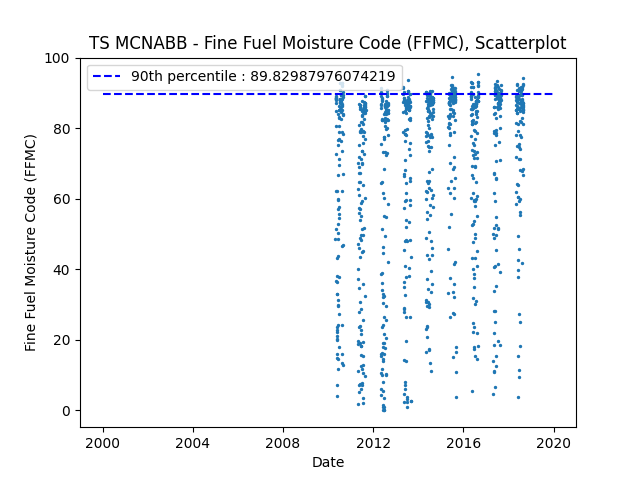 TS MCNABB - Fine Fuel Moisture Code (FFMC), Scatterplot
90th percentile : 89.82987976074219
Fine Fuel Moisture Code (FFMC)
100
80
60
40
20
0
2000 2004 2008 2012 2016 2020
Date